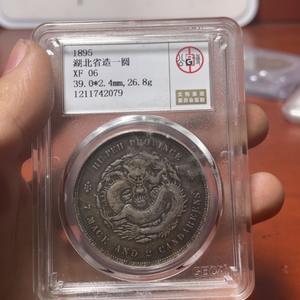 1895
湖北省造一圆
XF 06
39.0*2.4mm,26.8g
1211742079
公
G
HU-PEH PROVINCE
7 MACE AND 2 CANDAREENS